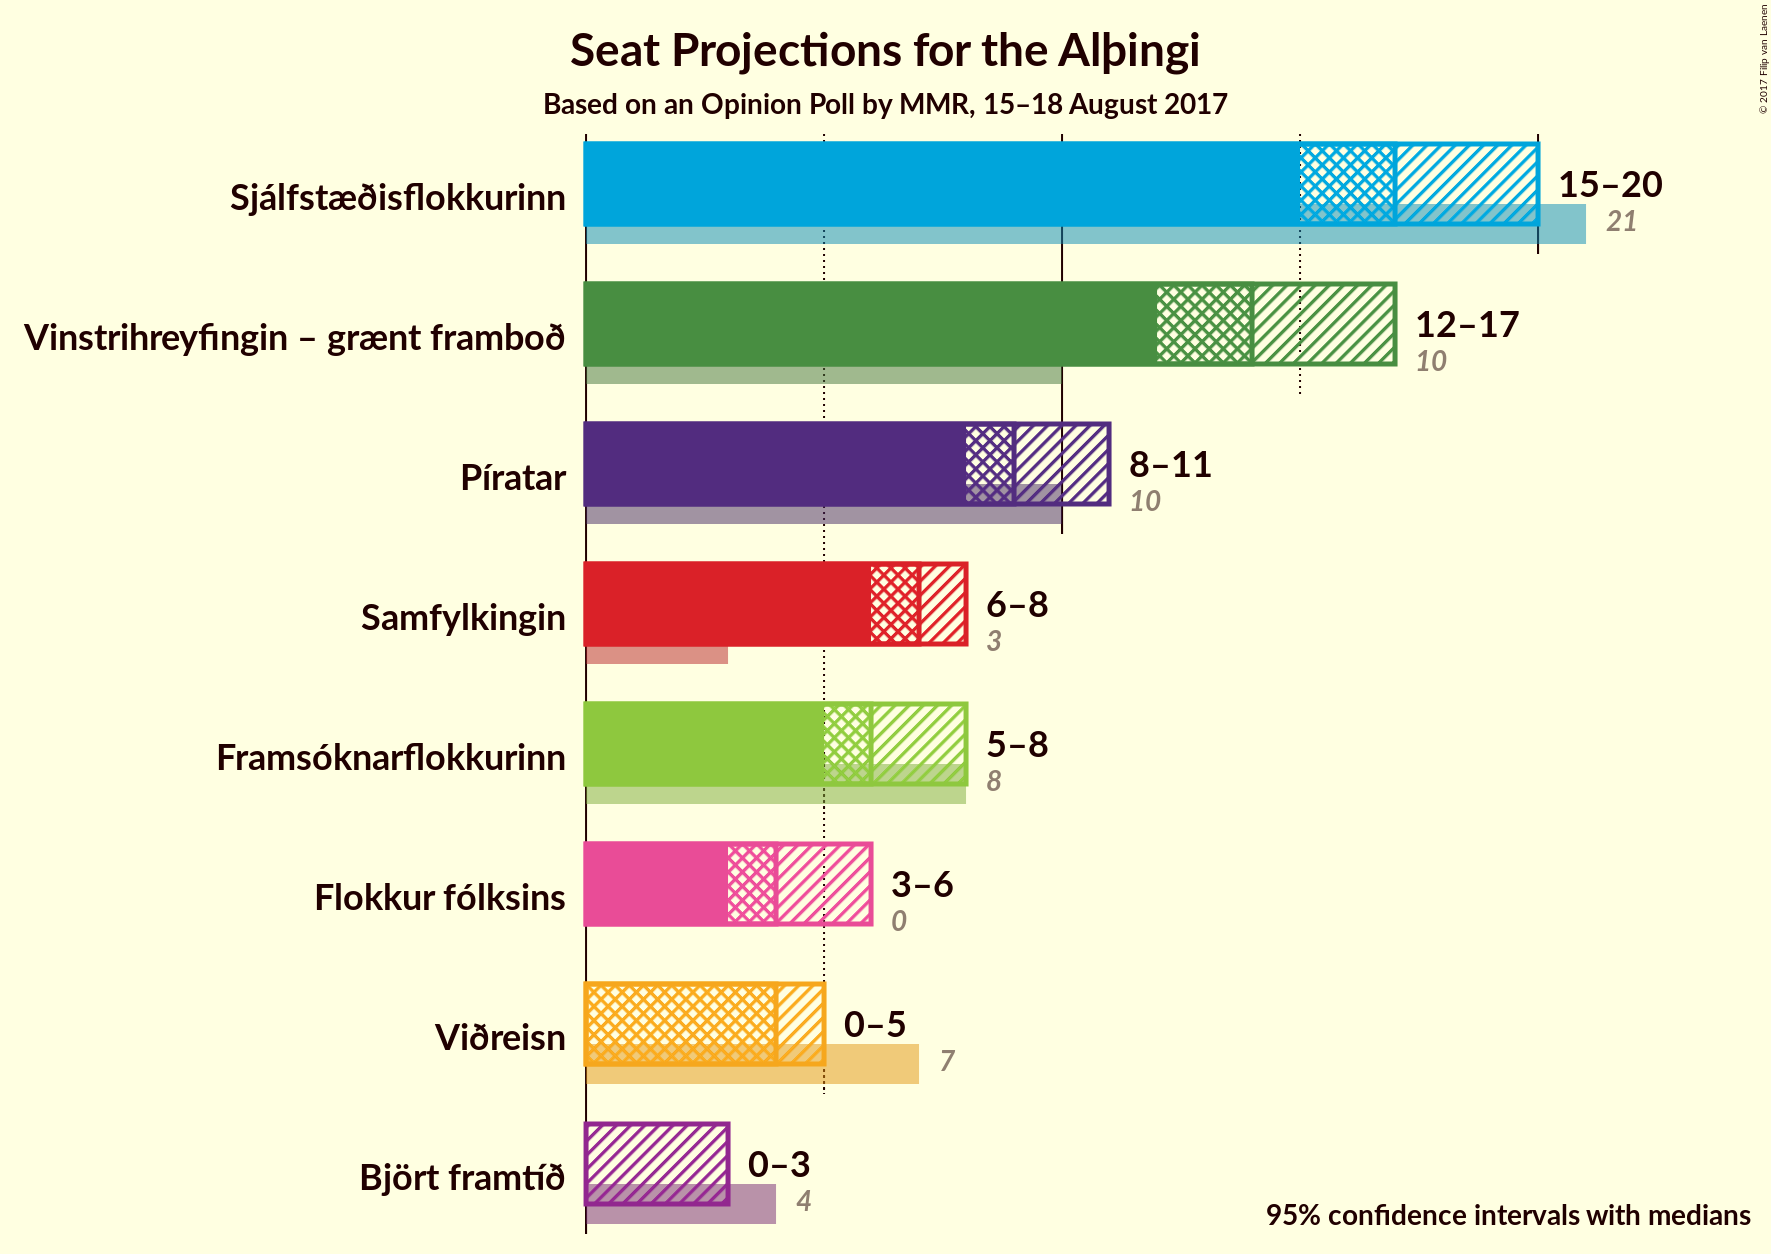 Seat Projections for the Alþingi
Based on an Opinion Poll by MMR, 15–18 August 2017
© 2017 Filip van Laenen
Sjálfstæðisflokkurinn
15–20
21
Vinstrihreyfingin – grænt framboð
12–17
10
Píratar
8–11
10
Samfylkingin
6–8
3
Framsóknarflokkurinn
5–8
8
Flokkur fólksins
3–6
0
Viðreisn
0–5
7
Björt framtíð
0–3
4
95% confidence intervals with medians